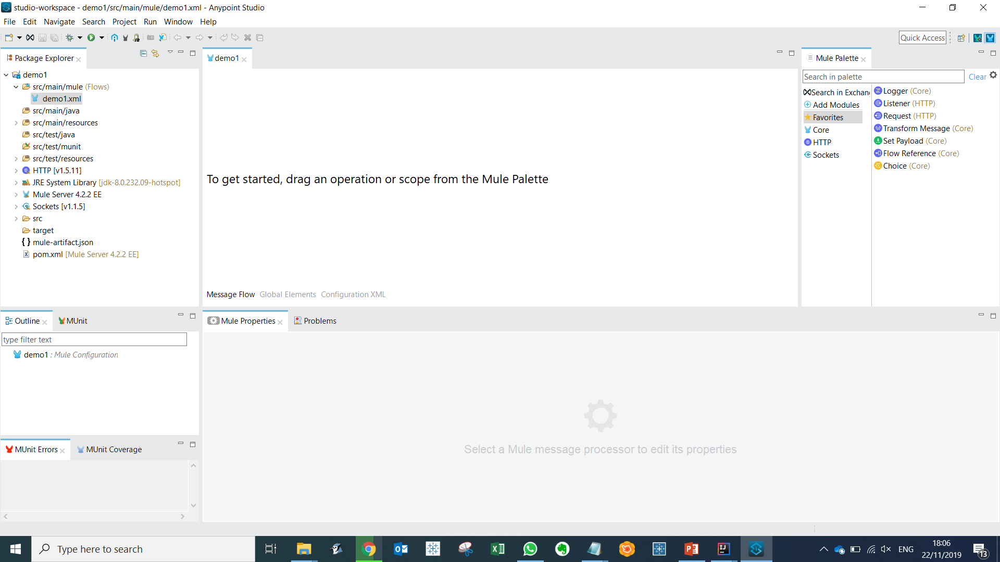 studio-workspace - demo1/src/main/mule/demo1.xml - Anypoint Studio
File Edit Navigate Search Project Run Window Help
Quick Access
Package Explorer
demo1
src/main/mule (Flows)
demo1.xml
src/main/java
src/main/resources
src/test/java
src/test/munit
src/test/resources
HTTP [v1.5.11]
JRE System Library [jdk-8.0.232.09-hotspot]
Mule Server 4.2.2 EE
Sockets [v1.1.5]
src
target
mule-artifact.json
pom.xml [Mule Server 4.2.2 EE]
demo1
To get started, drag an operation or scope from the Mule Palette
Message Flow Global Elements Configuration XML
Mule Palette
Search in palette
Clear
Search in Exchan
Add Modules
Favorites
Core
HTTP
Sockets
Logger (Core)
Listener (HTTP)
Request (HTTP)
Transform Message (Core)
Set Payload (Core)
Flow Reference (Core)
Choice (Core)
Outline MUnit
type filter text
demo1 : Mule Configuration
MUnit Errors MUnit Coverage
Mule Properties Problems
Select a Mule message processor to edit its properties
Type here to search
ENG
18:06
22/11/2019
13